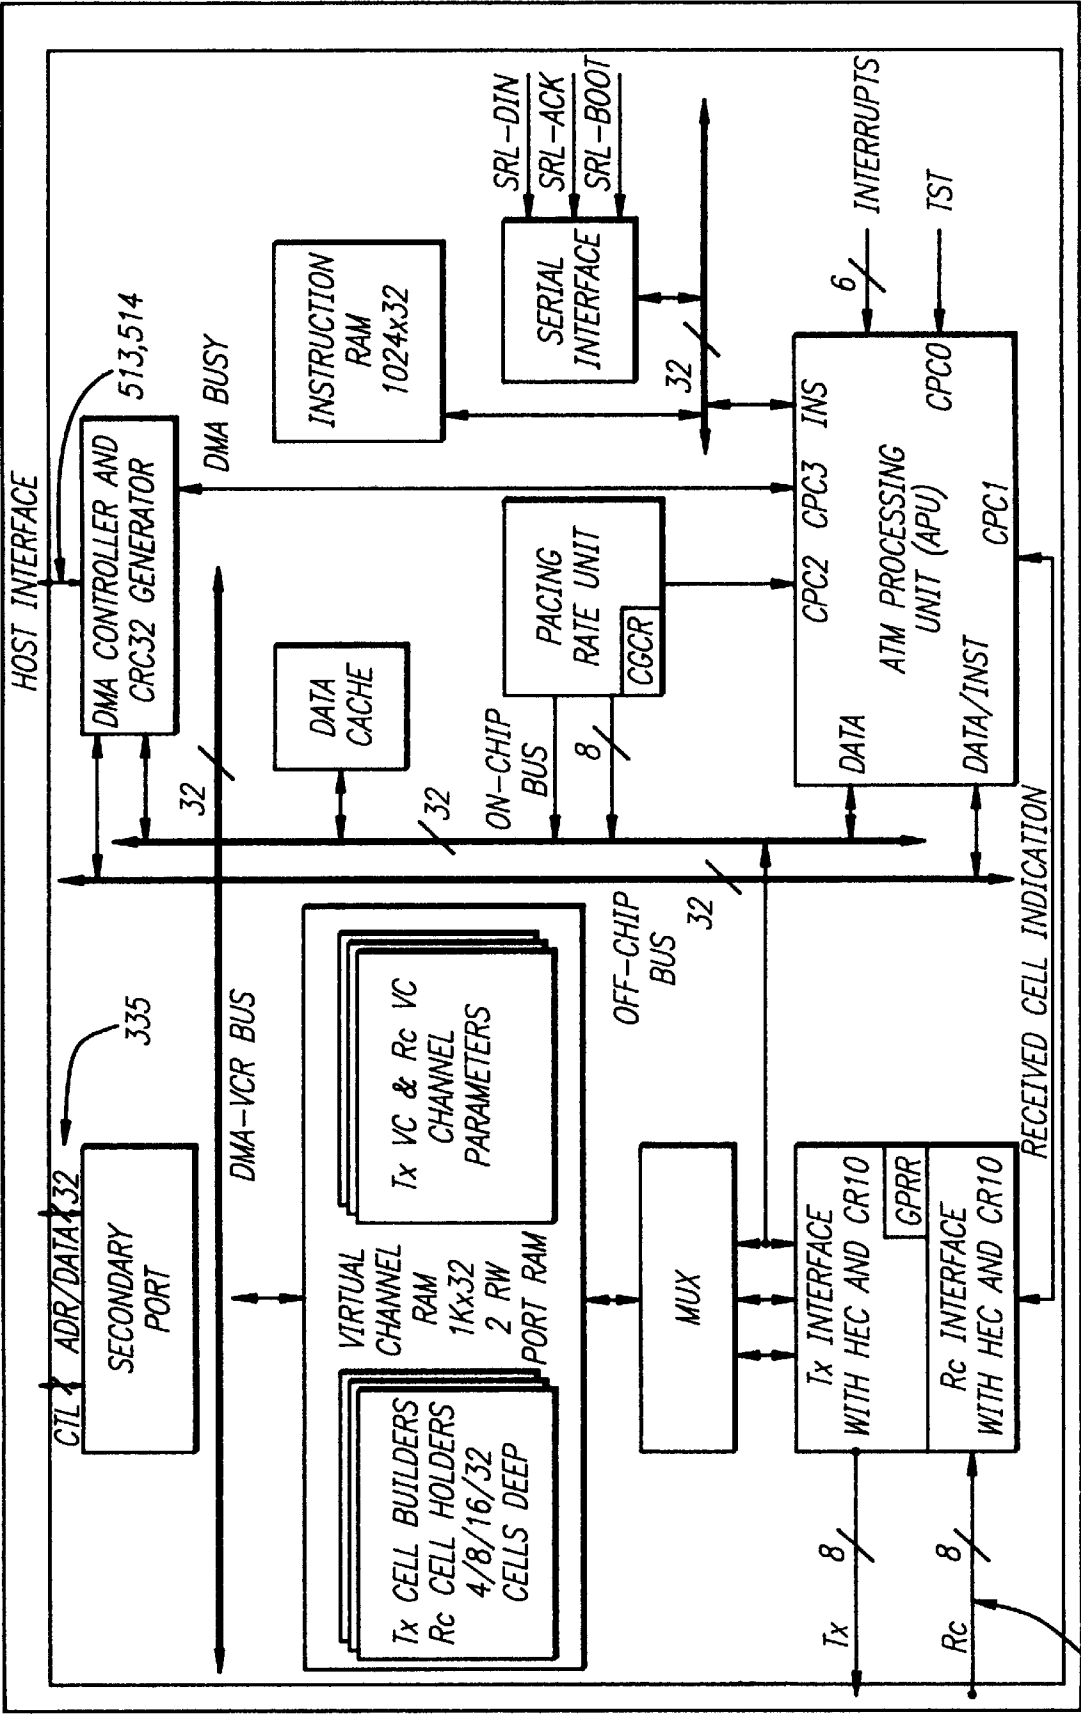 HOST INTERFACE
513,514
DMA CONTROLLER AND
CRC32 GENERATOR
DMA BUSY
CTL
ADR/DATA
32
335
SECONDARY
PORT
32
DMA-VCR BUS
INSTRUCTION
RAM
1024x32
SRL-DIN
SRL-ACK
SRL-BOOT
SERIAL
INTERFACE
32
DATA
CACHE
32
ON-CHIP
BUS
8
PACING
RATE UNIT
CGCR
Tx CELL BUILDERS
Rc CELL HOLDERS
4/8/16/32
CELLS DEEP
VIRTUAL
CHANNEL
RAM
1Kx32
2 RW
PORT RAM
Tx VC & Rc VC
CHANNEL
PARAMETERS
OFF-CHIP
BUS
32
MUX
Tx INTERFACE
WITH HEC AND CR10
GPRR
Rc INTERFACE
WITH HEC AND CR10
Tx
8
Rc
8
RECEIVED CELL INDICATION
CPC2
CPC3
INS
CPC0
DATA
ATM PROCESSING
UNIT (APU)
DATA/INST
CPC1
6
INTERRUPTS
TST